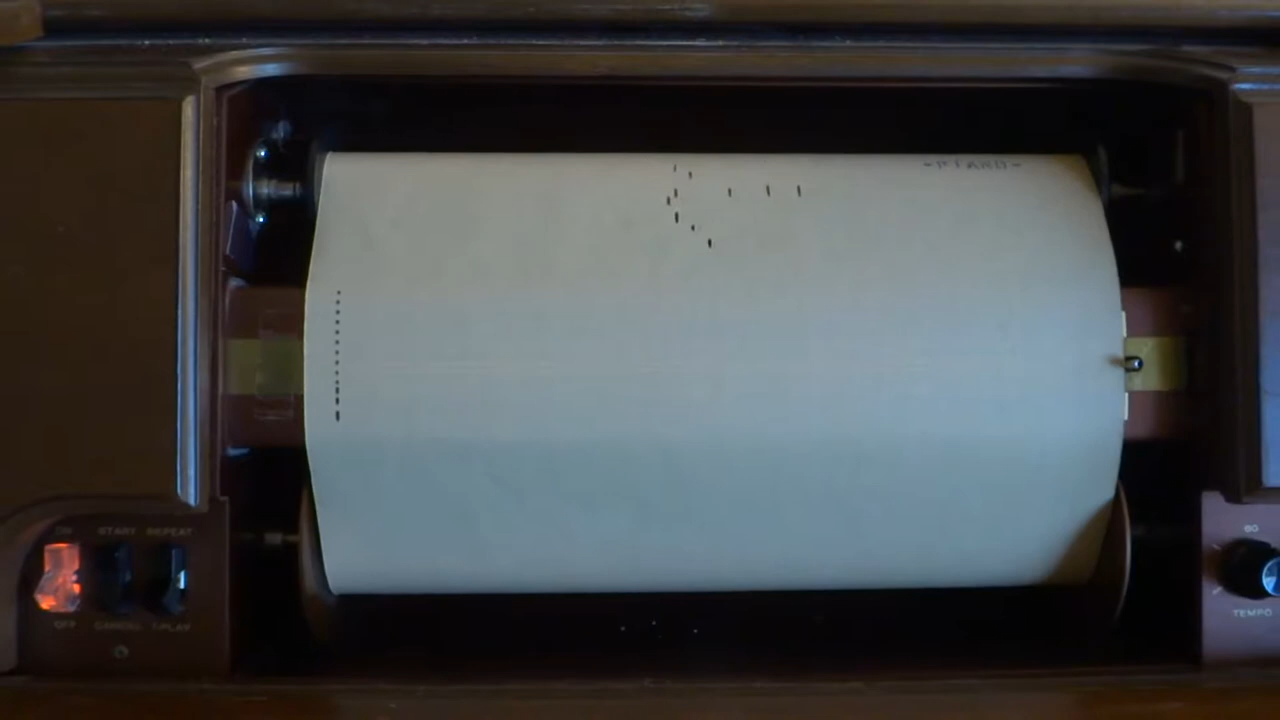 -PIANO-
ON START REPEAT
OFF CANCEL T-PLAY
80
TEMPO